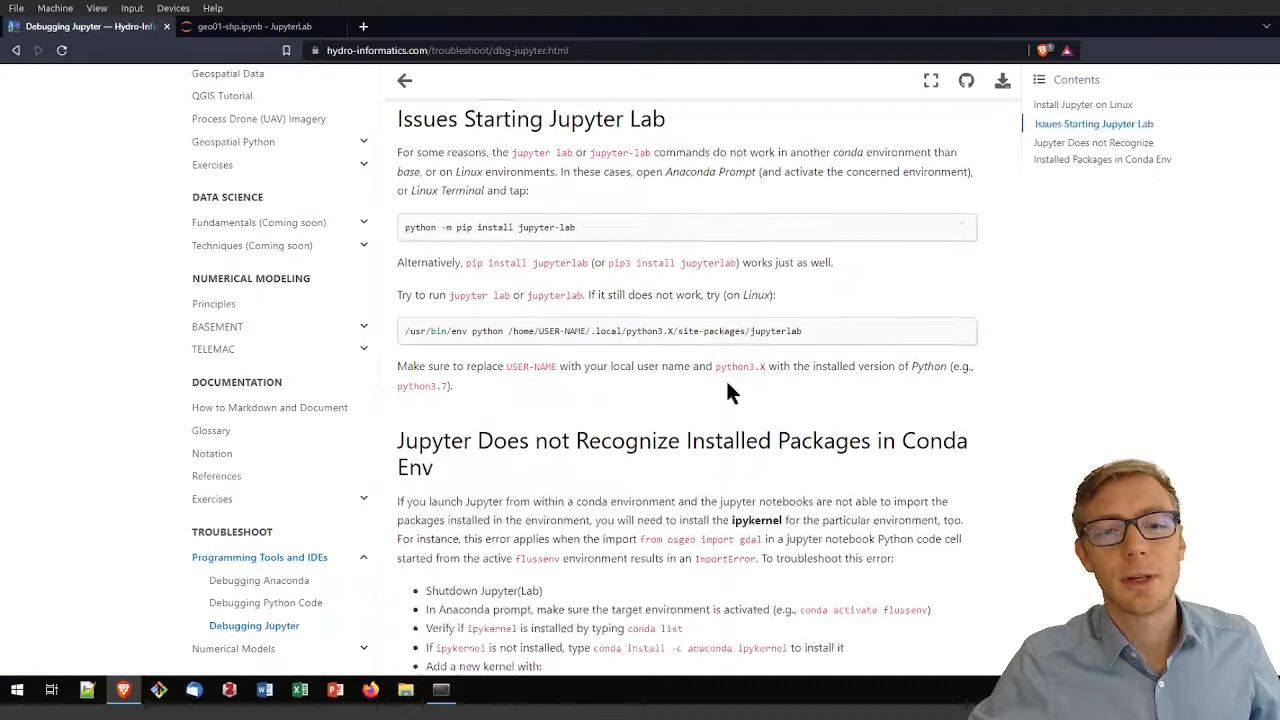 File Machine View Input Devices Help
Debugging Jupyter — Hydro-Inf
geo01-shp.ipynb - JupyterLab
hydro-informatics.com/troubleshoot/dbg-jupyter.html
Geospatial Data
QGIS Tutorial
Process Drone (UAV) Imagery
Geospatial Python
Exercises
DATA SCIENCE
Fundamentals (Coming soon)
Techniques (Coming soon)
NUMERICAL MODELING
Principles
BASEMENT
TELEMAC
DOCUMENTATION
How to Markdown and Document
Glossary
Notation
References
Exercises
TROUBLESHOOT
Programming Tools and IDEs
Debugging Anaconda
Debugging Python Code
Debugging Jupyter
Numerical Models
Issues Starting Jupyter Lab
For some reasons, the jupyter lab or jupyter-lab commands do not work in another conda environment than
base, or on Linux environments. In these cases, open Anaconda Prompt (and activate the concerned environment),
or Linux Terminal and tap:
python -m pip install jupyter-lab
Alternatively, pip install jupyterlab (or pip3 install jupyterlab) works just as well.
Try to run jupyter lab or jupyterlab. If it still does not work, try (on Linux):
/usr/bin/env python /home/USER-NAME/.local/python3.X/site-packages/jupyterlab
Make sure to replace USER-NAME with your local user name and python3.X with the installed version of Python (e.g.,
python3.7).
Jupyter Does not Recognize Installed Packages in Conda
Env
If you launch Jupyter from within a conda environment and the jupyter notebooks are not able to import the
packages installed in the environment, you will need to install the ipykernel for the particular environment, too.
For instance, this error applies when the import from osgeo import gdal in a jupyter notebook Python code cell
started from the active flussenv environment results in an ImportError. To troubleshoot this error:
• Shutdown Jupyter(Lab)
• In Anaconda prompt, make sure the target environment is activated (e.g., conda activate flussenv)
• Verify if ipykernel is installed by typing conda list
• If ipykernel is not installed, type conda install -c anaconda ipykernel to install it
• Add a new kernel with:
Contents
Install Jupyter on Linux
Issues Starting Jupyter Lab
Jupyter Does not Recognize
Installed Packages in Conda Env